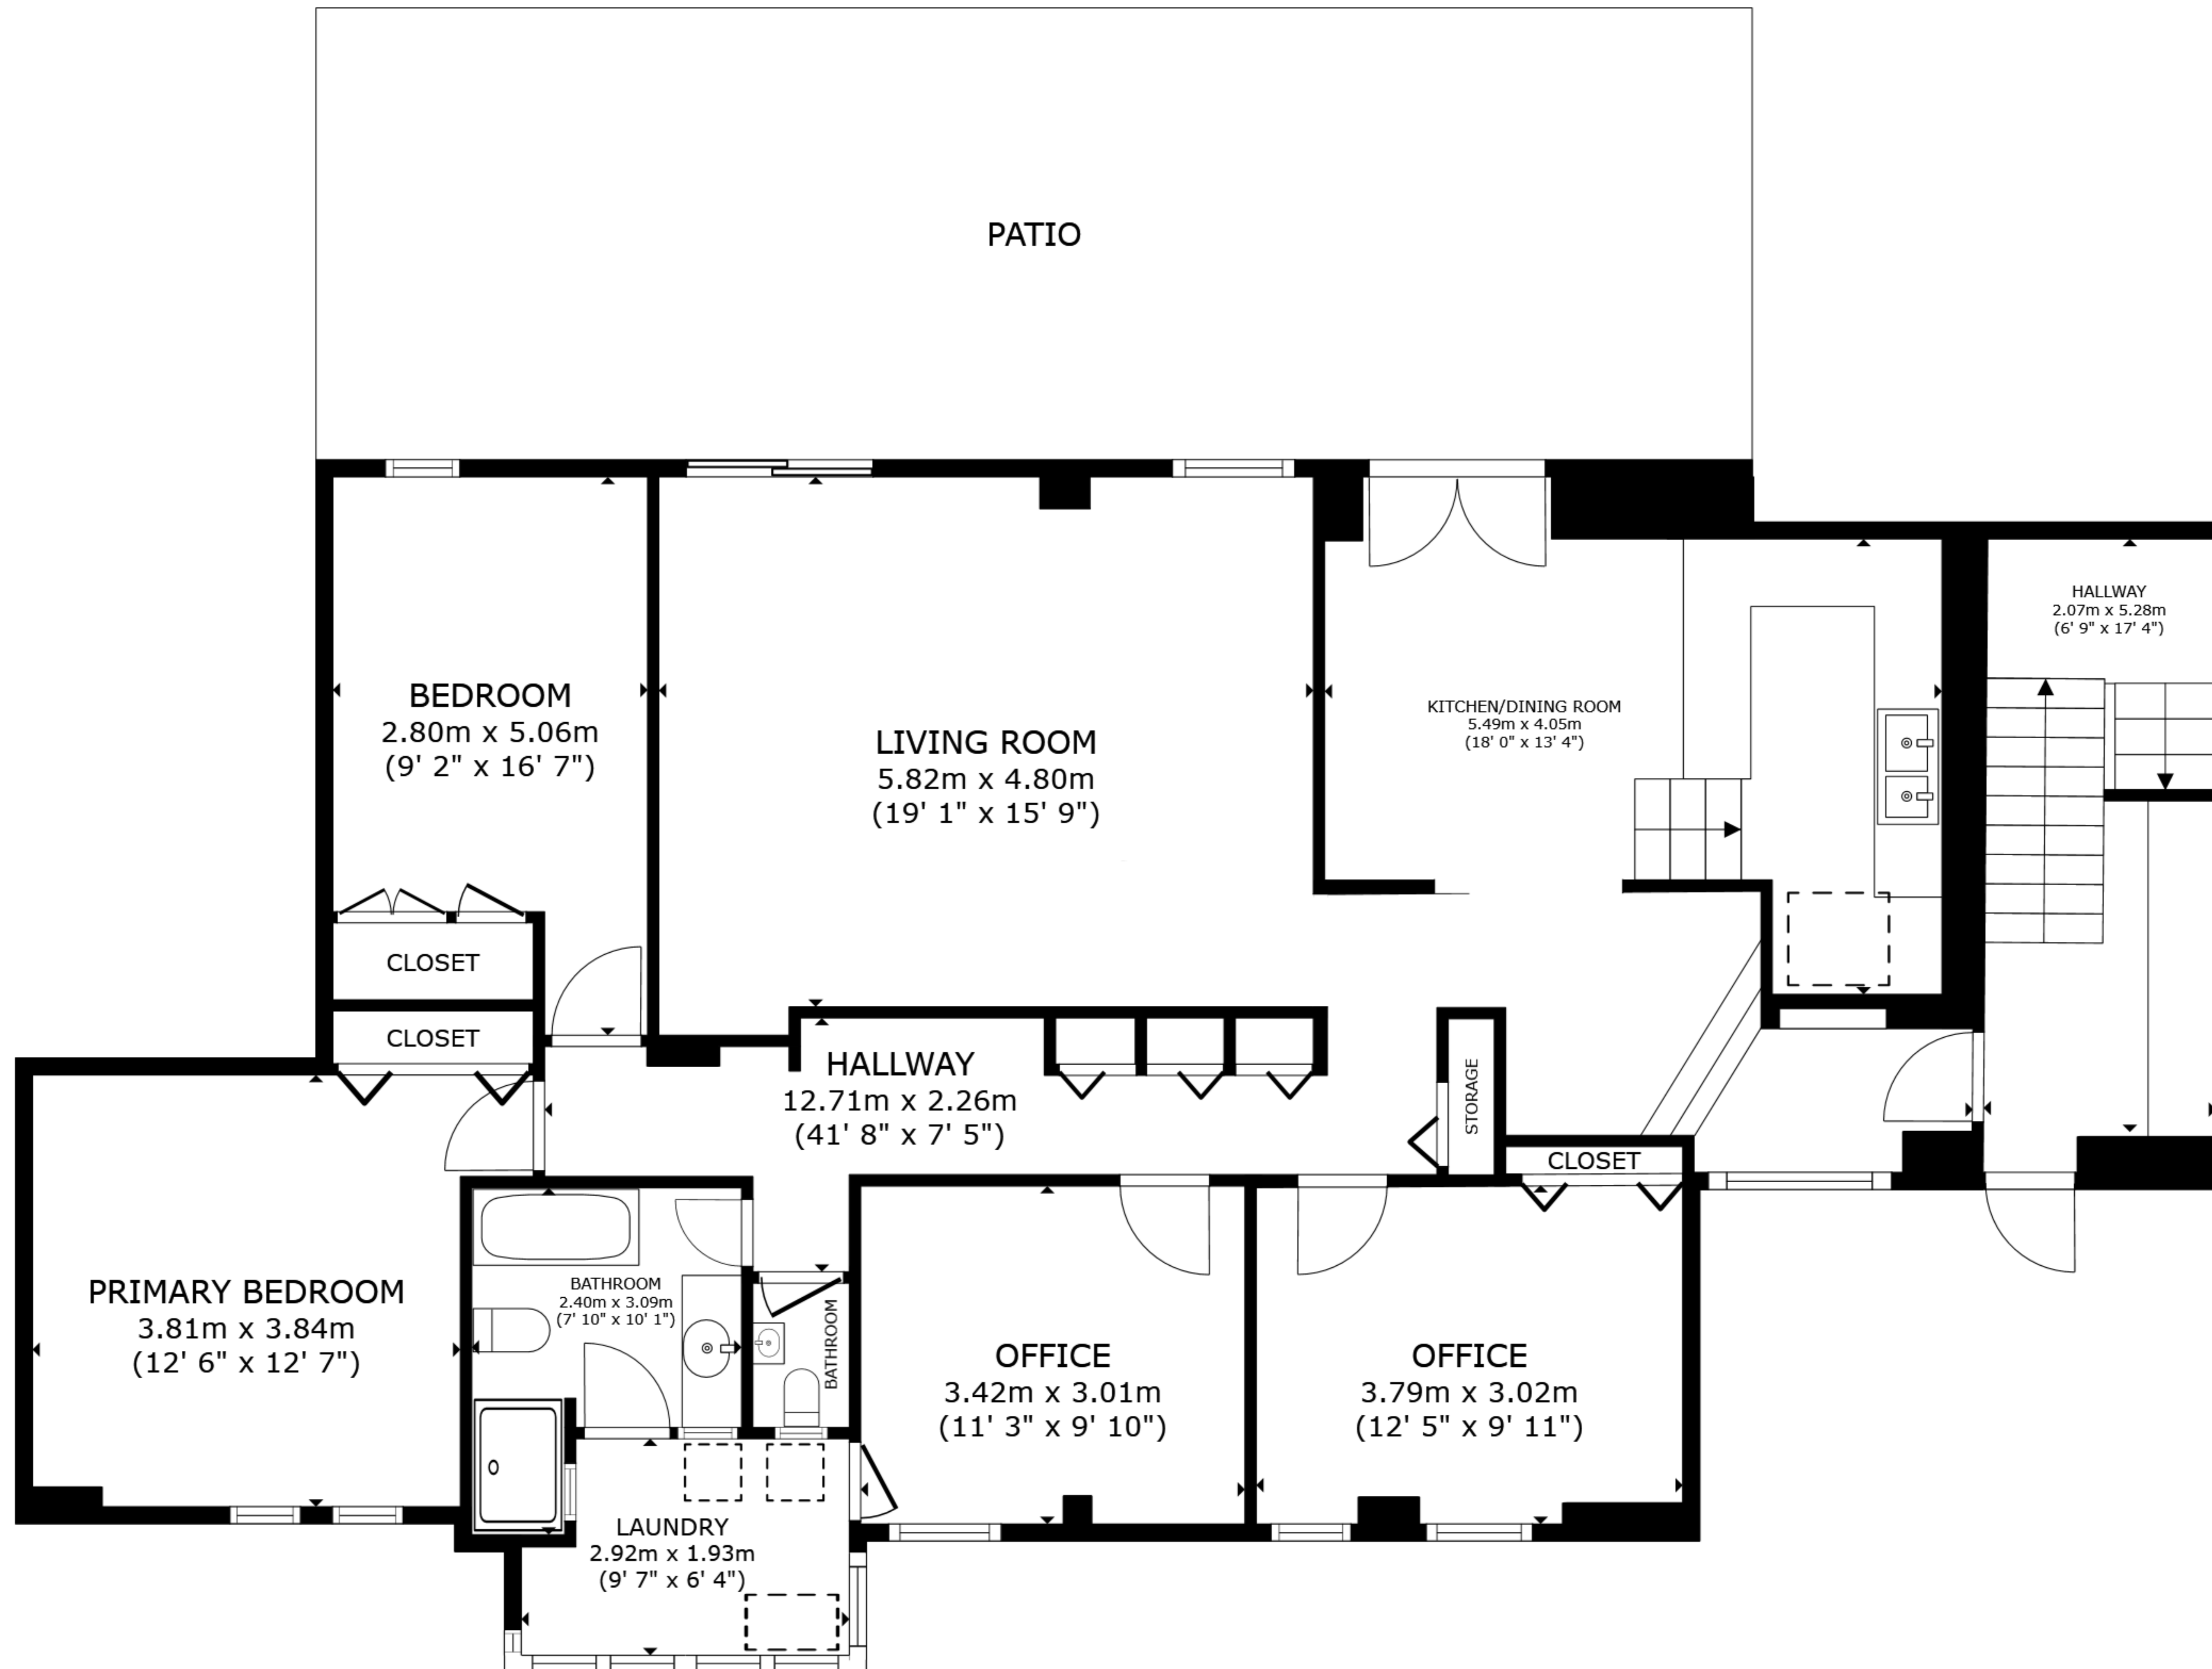 PATIO
HALLWAY
2.07m x 5.28m
(6' 9" x 17' 4")
BEDROOM
2.80m x 5.06m
(9' 2" x 16' 7")
LIVING ROOM
5.82m x 4.80m
(19' 1" x 15' 9")
KITCHEN/DINING ROOM
5.49m x 4.05m
(18' 0" x 13' 4")
CLOSET
CLOSET
HALLWAY
12.71m x 2.26m
(41' 8" x 7' 5")
STORAGE
CLOSET
PRIMARY BEDROOM
3.81m x 3.84m
(12' 6" x 12' 7")
BATHROOM
2.40m x 3.09m
(7' 10" x 10' 1")
BATHROOM
OFFICE
3.42m x 3.01m
(11' 3" x 9' 10")
OFFICE
3.79m x 3.02m
(12' 5" x 9' 11")
LAUNDRY
2.92m x 1.93m
(9' 7" x 6' 4")